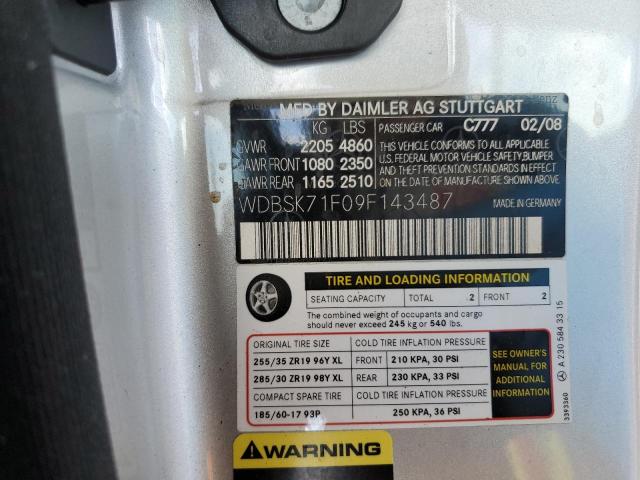 MFD BY DAIMLER AG STUTTGART
KG LBS PASSENGER CAR C777 02/08
GVWR 2205 4860
GAWR FRONT 1080 2350
GAWR REAR 1165 2510
THIS VEHICLE CONFORMS TO ALL APPLICABLE
U.S. FEDERAL MOTOR VEHICLE SAFETY, BUMPER
AND THEFT PREVENTION STANDARDS IN EFFECT
ON THE DATE OF MANUFACTURE SHOWN ABOVE.
WDBSK71F09F143487 MADE IN GERMANY
TIRE AND LOADING INFORMATION
SEATING CAPACITY TOTAL 2 FRONT 2
The combined weight of occupants and cargo
should never exceed 245 kg or 540 lbs.
ORIGINAL TIRE SIZE COLD TIRE INFLATION PRESSURE
255/35 ZR19 96Y XL FRONT 210 KPA, 30 PSI
285/30 ZR19 98Y XL REAR 230 KPA, 33 PSI
COMPACT SPARE TIRE COLD TIRE INFLATION PRESSURE
185/60-17 93P 250 KPA, 36 PSI
SEE OWNER'S
MANUAL FOR
ADDITIONAL
INFORMATION
A 230 584 33 15
3393360
WARNING